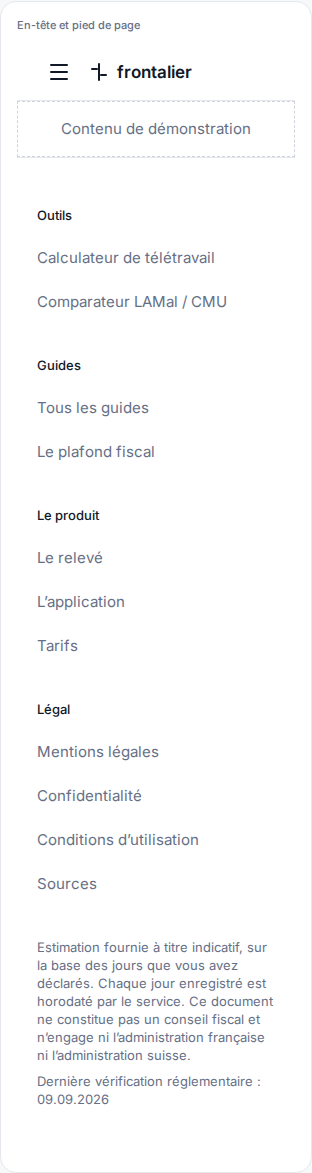 En-tête et pied de page
frontalier
Contenu de démonstration
Outils
Calculateur de télétravail
Comparateur LAMal / CMU
Guides
Tous les guides
Le plafond fiscal
Le produit
Le relevé
L’application
Tarifs
Légal
Mentions légales
Confidentialité
Conditions d’utilisation
Sources
Estimation fournie à titre indicatif, sur
la base des jours que vous avez
déclarés. Chaque jour enregistré est
horodaté par le service. Ce document
ne constitue pas un conseil fiscal et
n’engage ni l’administration française
ni l’administration suisse.
Dernière vérification réglementaire :
09.09.2026